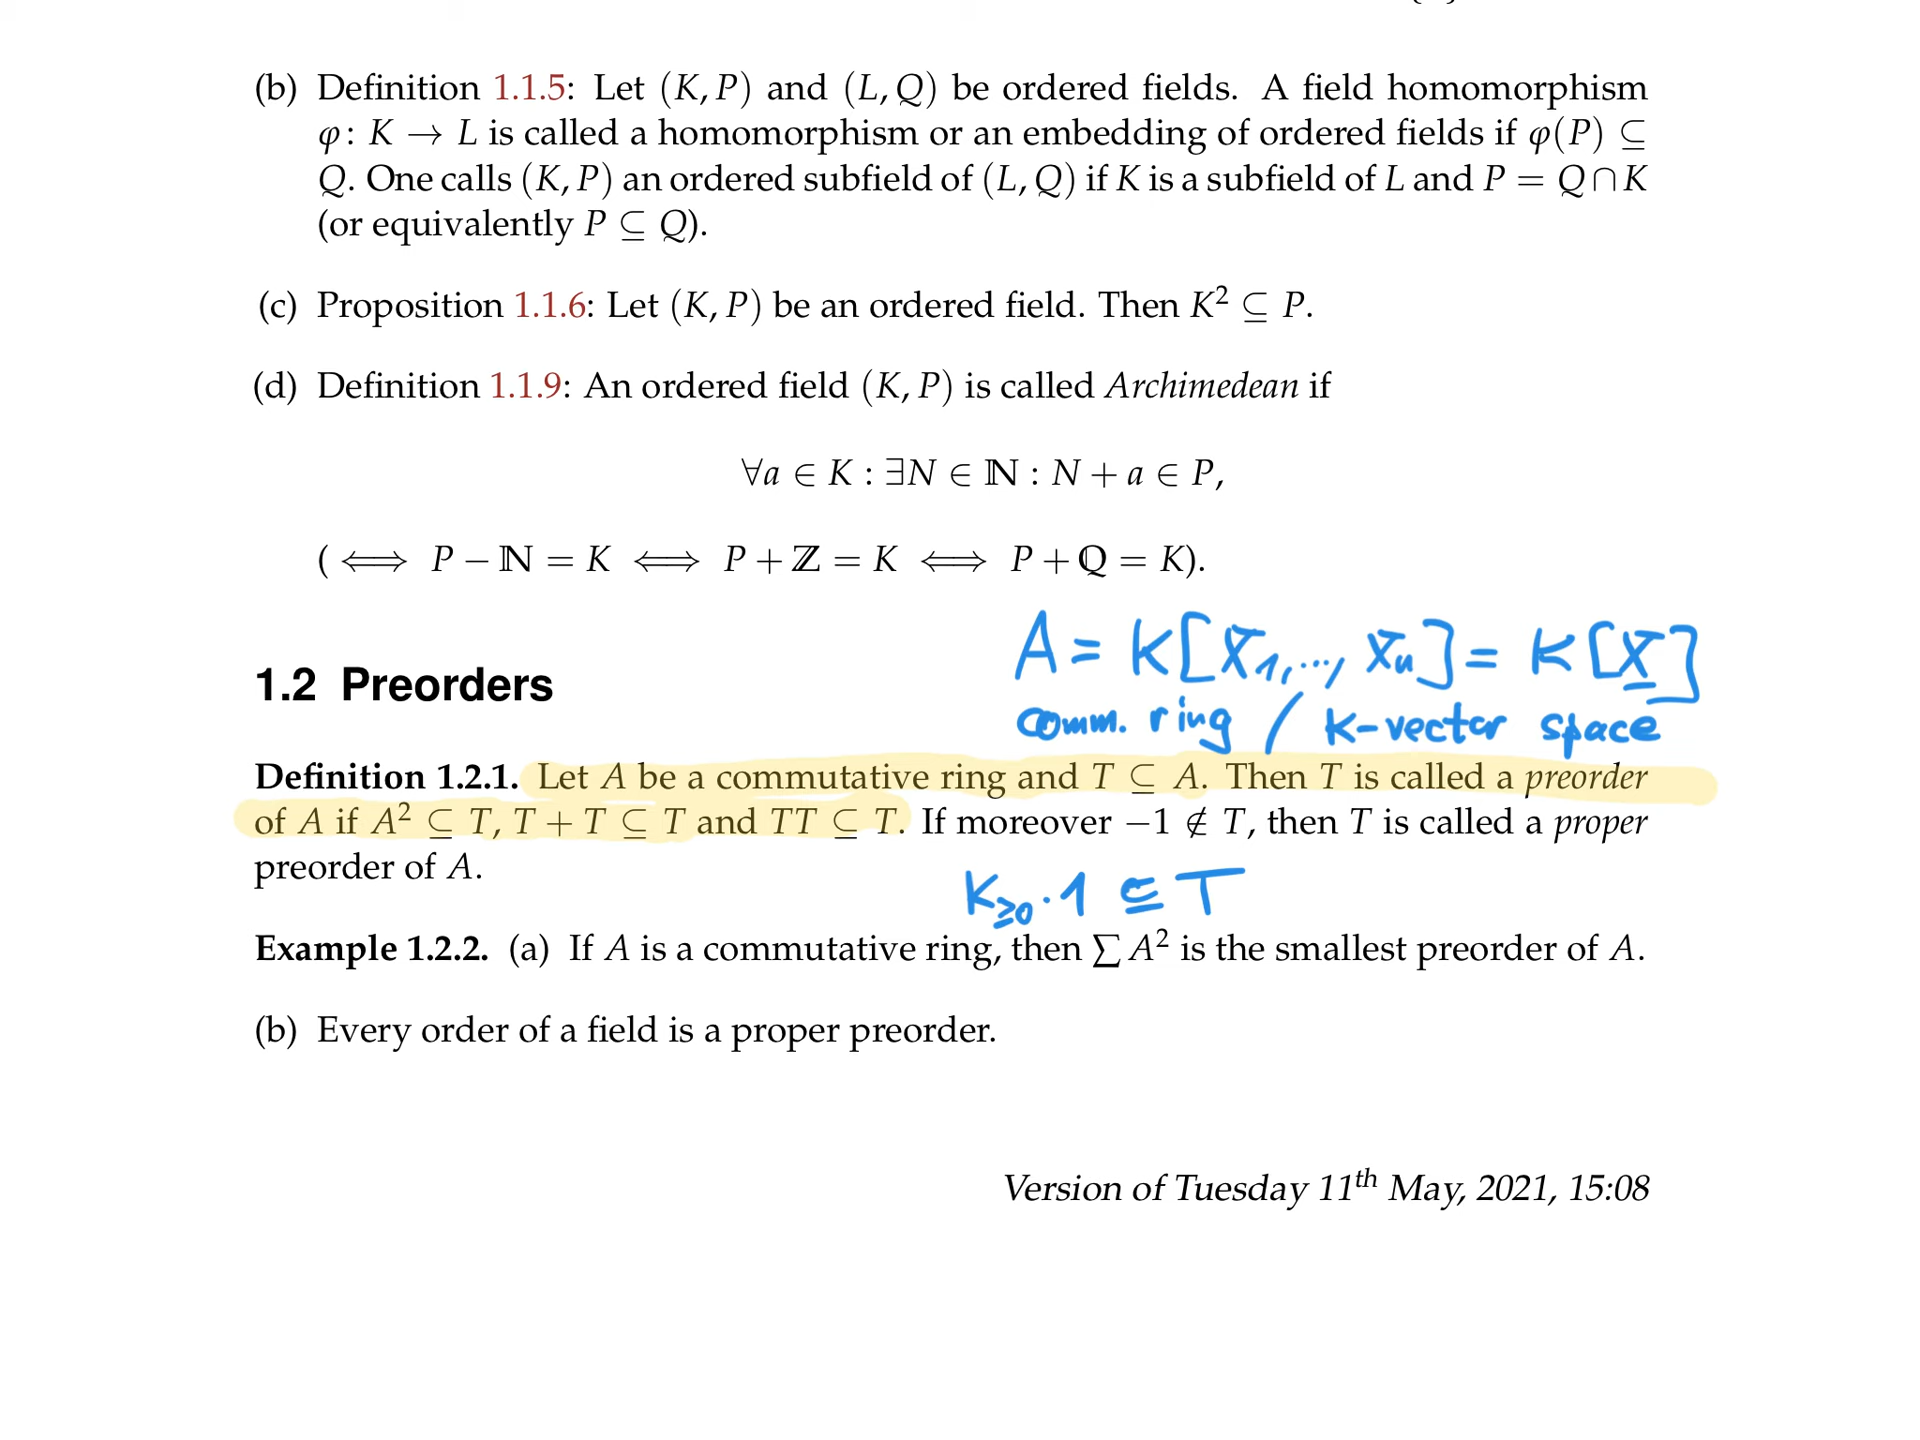 (b) Definition 1.1.5: Let (K, P) and (L, Q) be ordered fields. A field homomorphism
φ: K → L is called a homomorphism or an embedding of ordered fields if φ(P) ⊆
Q. One calls (K, P) an ordered subfield of (L, Q) if K is a subfield of L and P = Q ∩ K
(or equivalently P ⊆ Q).
(c) Proposition 1.1.6: Let (K, P) be an ordered field. Then K² ⊆ P.
(d) Definition 1.1.9: An ordered field (K, P) is called Archimedean if
∀a ∈ K : ∃N ∈ ℕ : N + a ∈ P,
( ⟺ P − ℕ = K ⟺ P + ℤ = K ⟺ P + ℚ = K).
A = K[X₁,..., Xₙ] = K[X̲]
1.2 Preorders
comm. ring / K-vector space
Definition 1.2.1. Let A be a commutative ring and T ⊆ A. Then T is called a preorder
of A if A² ⊆ T, T + T ⊆ T and TT ⊆ T. If moreover −1 ∉ T, then T is called a proper
preorder of A.
K≥0 · 1 ⊆ T
Example 1.2.2. (a) If A is a commutative ring, then ∑ A² is the smallest preorder of A.
(b) Every order of a field is a proper preorder.
Version of Tuesday 11ᵗʰ May, 2021, 15:08